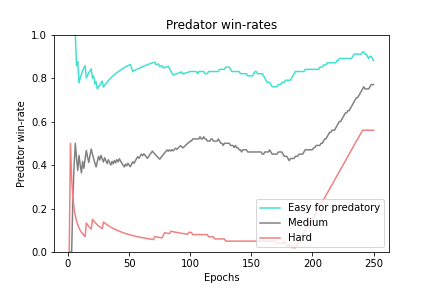 Predator win-rates
1.0
0.8
0.6
0.4
0.2
0.0
Predator win-rate
Easy for predatory
Medium
Hard
0
50
100
150
200
250
Epochs